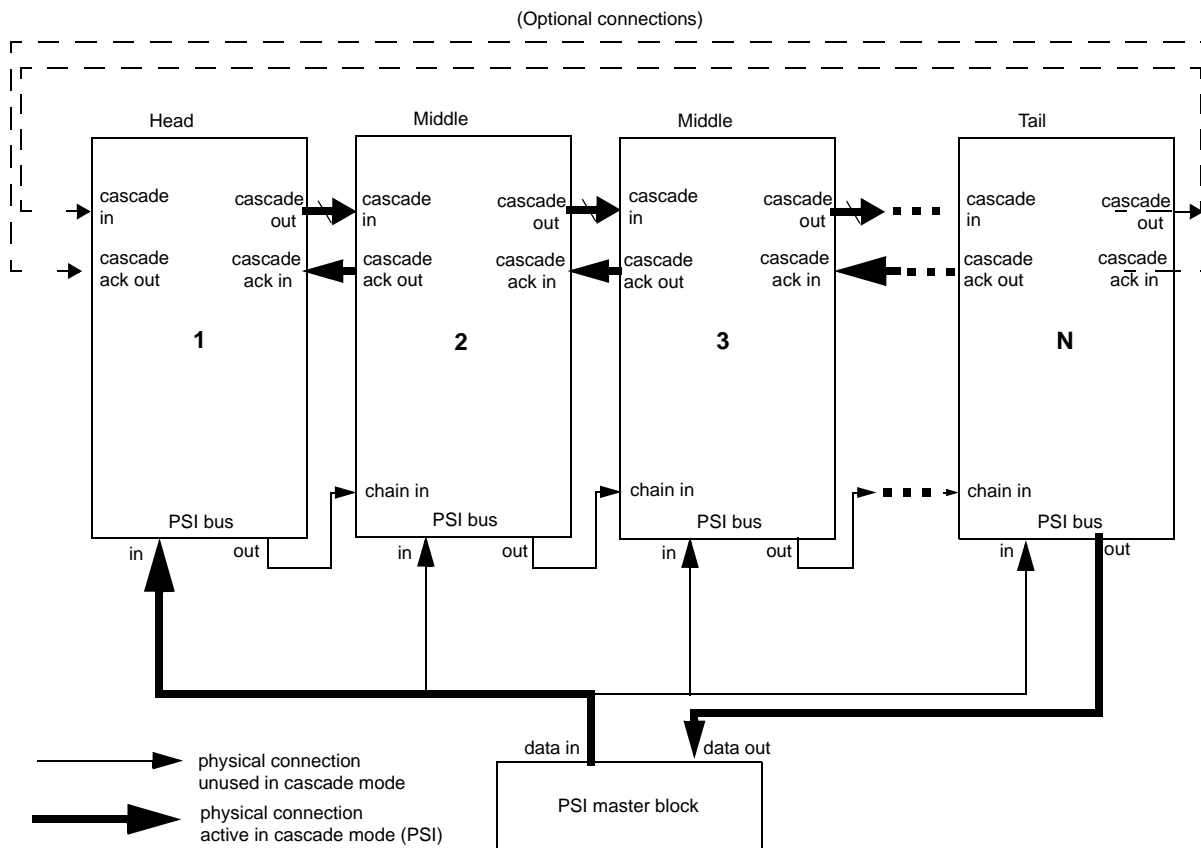 (Optional connections)
Head
Middle
Middle
Tail
cascade
in
cascade
out
cascade
in
cascade
out
cascade
in
cascade
out
cascade
in
cascade
out
cascade
ack out
cascade
ack in
cascade
ack out
cascade
ack in
cascade
ack out
cascade
ack in
cascade
ack out
cascade
ack in
1
2
3
N
chain in
chain in
chain in
PSI bus
PSI bus
PSI bus
PSI bus
in
out
in
out
in
out
in
out
data in
data out
PSI master block
physical connection
unused in cascade mode
physical connection
active in cascade mode (PSI)